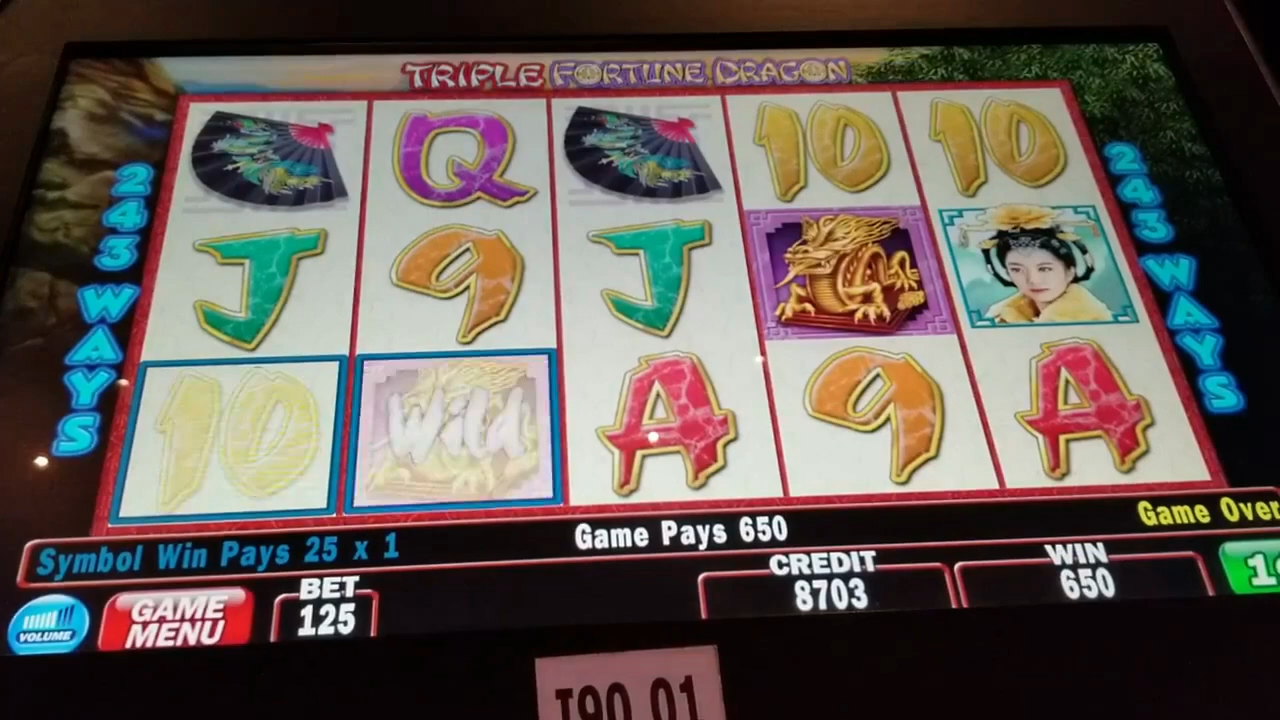 TRIPLE FORTUNE DRAGON
243 WAYS
243 WAYS
Q
10
10
J
9
J
10
Wild
A
9
A
Symbol Win Pays 25 x 1
Game Pays 650
Game Over
VOLUME
GAME
MENU
BET
125
CREDIT
8703
WIN
650